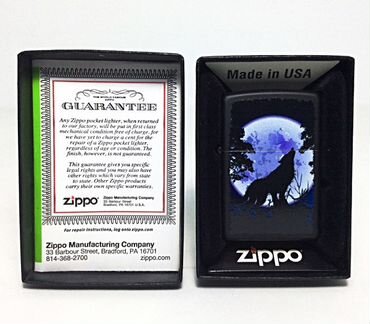 THE WORLD FAMOUS
ZIPPO
GUARANTEE
Any Zippo pocket lighter, when returned
to our factory, will be put in first class
mechanical condition free of charge, for
we have yet to charge a cent for the
repair of a Zippo pocket lighter,
regardless of age or condition. The
finish, however, is not guaranteed.
This guarantee gives you specific
legal rights and you may also have
other rights which vary from state
to state. Other Zippo products
carry their own specific warranties.
zippo
Zippo Manufacturing Company
33 Barbour Street
Bradford, PA 16701 U.S.A.
For repair instructions, log onto zippo.com
Zippo Manufacturing Company
33 Barbour Street, Bradford, PA 16701
814-368-2700 zippo.com
Made in USA
zippo